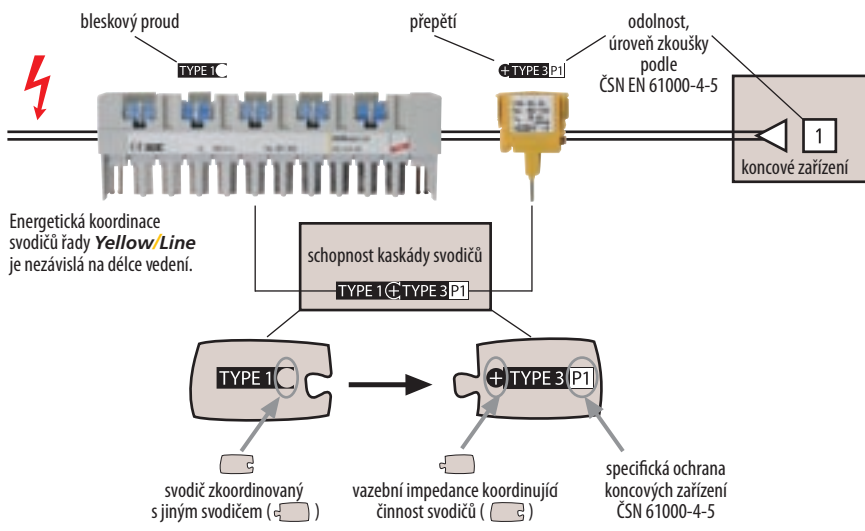 bleskový proud
TYPE 1
přepětí
TYPE 3 P1
odolnost,
úroveň zkoušky
podle
ČSN EN 61000-4-5
1
koncové zařízení
Energetická koordinace
svodičů řady Yellow/Line
je nezávislá na délce vedení.
schopnost kaskády svodičů
TYPE 1 + TYPE 3 P1
TYPE 1
+ TYPE 3 P1
svodič zkoordinovaný
s jiným svodičem ( )
vazební impedance koordinující
činnost svodičů ( )
specifická ochrana
koncových zařízení
ČSN 61000-4-5